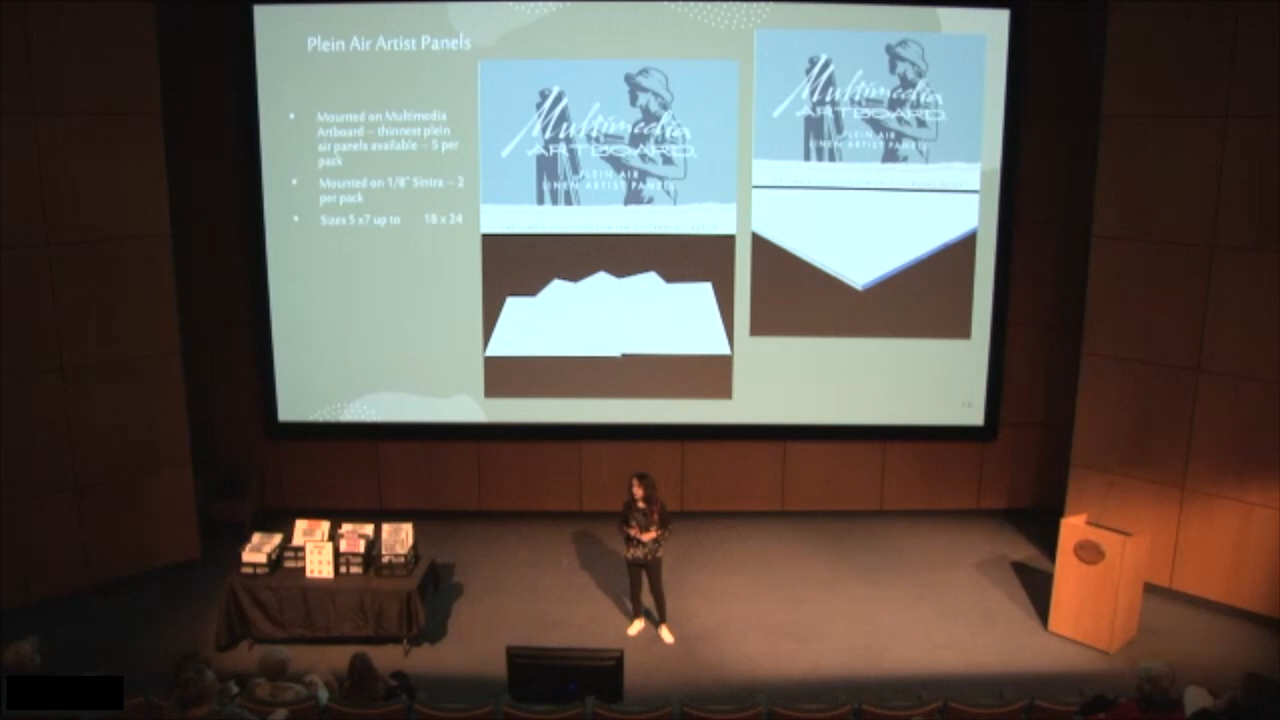 Plein Air Artist Panels
• Mounted on Multimedia
Artboard – thinnest plein
air panels available – 5 per
pack
• Mounted on 1/8" Sintra – 2
per pack
• Sizes 5 x7 up to 18 x 24
Multimedia
ARTBOARD
PLEIN AIR
LINEN ARTIST PANELS
Multimedia
ARTBOARD
PLEIN AIR
LINEN ARTIST PANELS